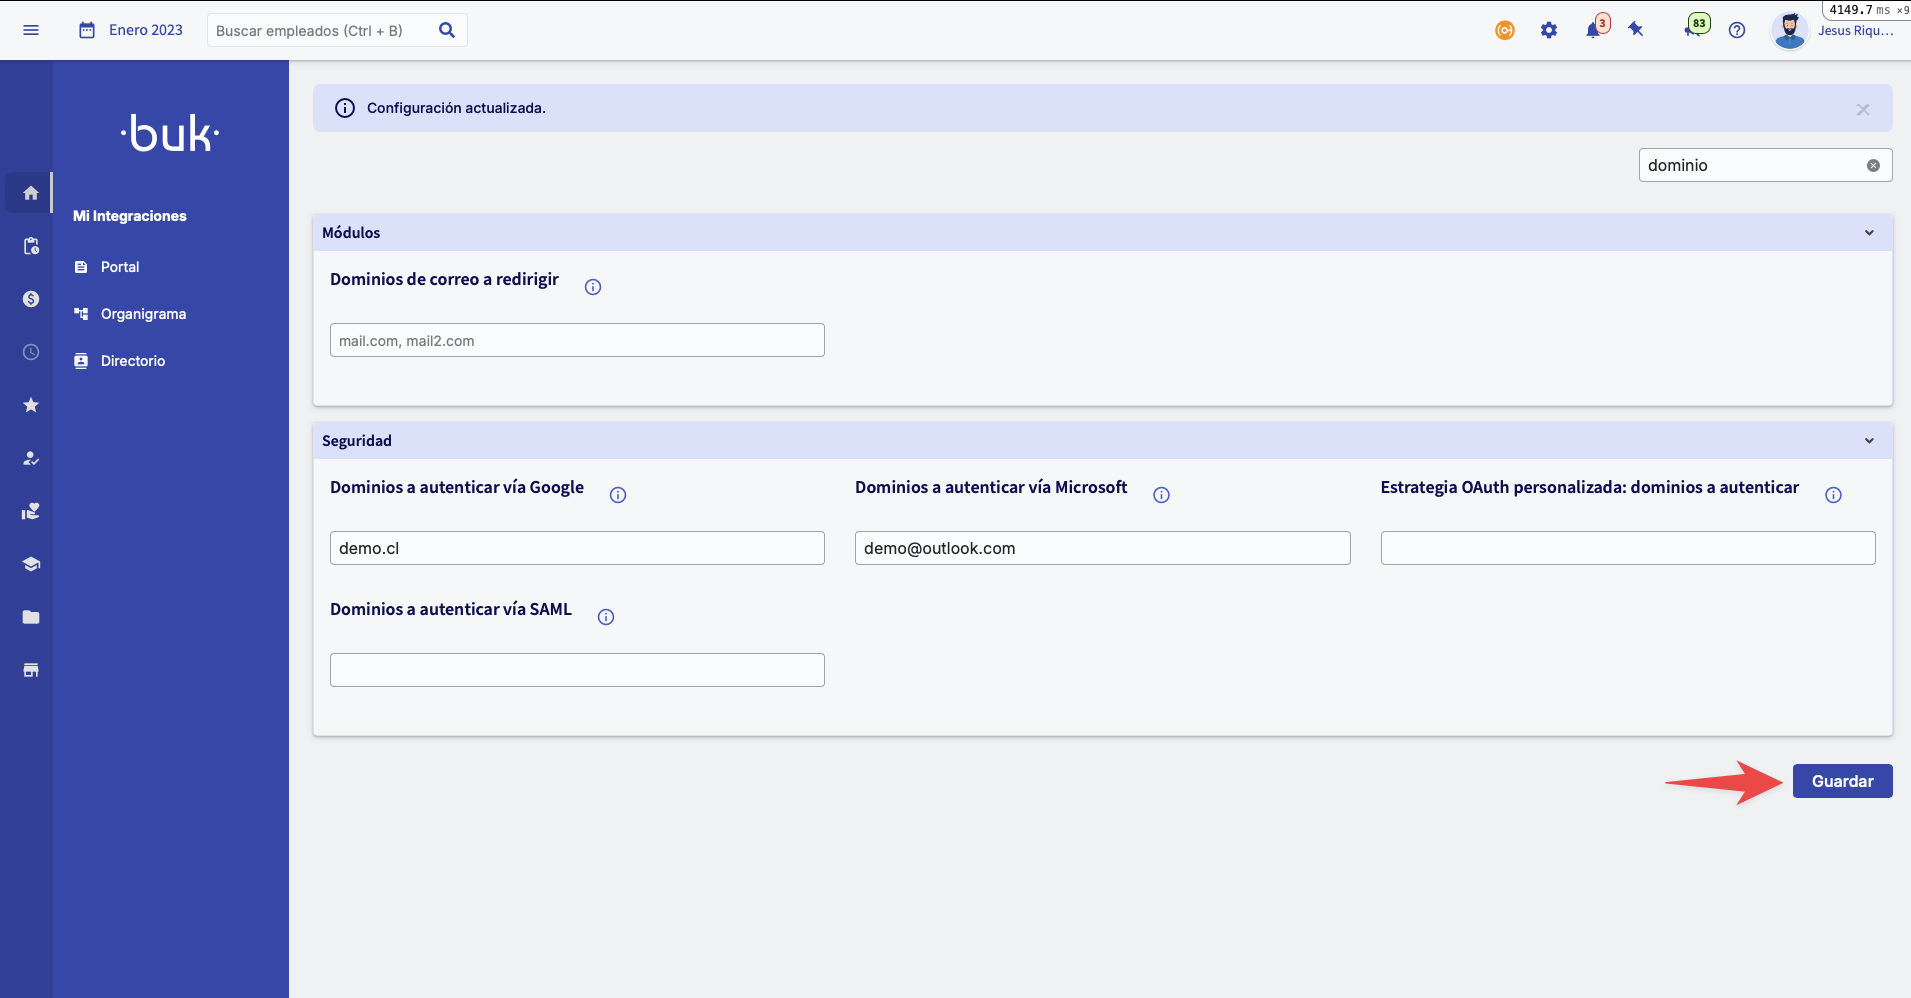 4149.7 ms ×9
Enero 2023
Buscar empleados (Ctrl + B)
3
83
Jesus Riqu...
·buk·
Mi Integraciones
Portal
Organigrama
Directorio
Configuración actualizada.
dominio
Módulos
Dominios de correo a redirigir
mail.com, mail2.com
Seguridad
Dominios a autenticar vía Google
Dominios a autenticar vía Microsoft
Estrategia OAuth personalizada: dominios a autenticar
demo.cl
demo@outlook.com
Dominios a autenticar vía SAML
Guardar